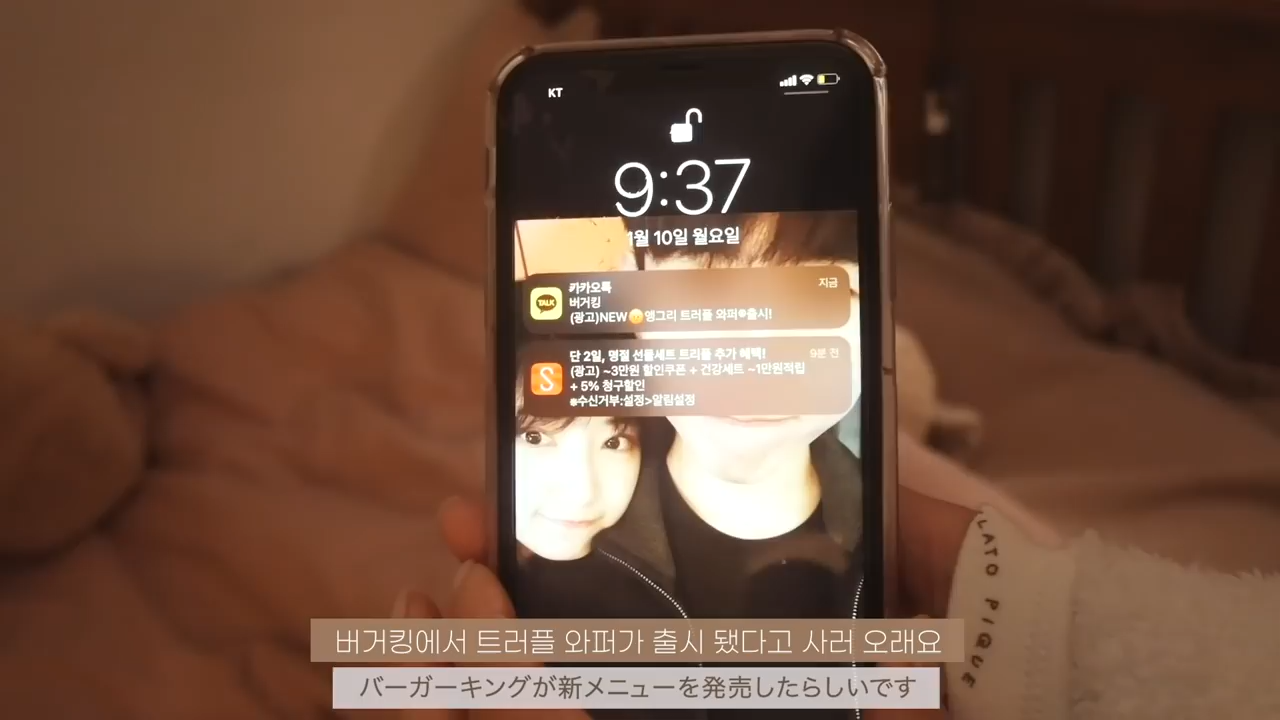 KT
9:37
1월 10일 월요일
카카오톡
지금
버거킹
(광고)NEW😡앵그리 트러플 와퍼®출시!
TALK
단 2일, 명절 선물세트 트리플 추가 혜택!
9분 전
(광고) ~3만원 할인쿠폰 + 건강세트 ~1만원적립
+ 5% 청구할인
※수신거부:설정>알림설정
S
LATO PIQUE
버거킹에서 트러플 와퍼가 출시 됐다고 사러 오래요
バーガーキングが新メニューを発売したらしいです